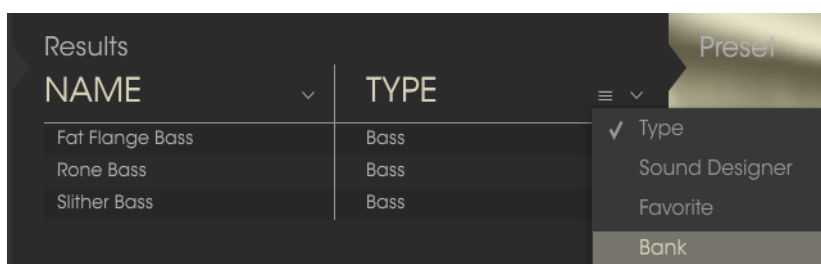 Results
Preset
NAME
TYPE
Fat Flange Bass
Bass
Rone Bass
Bass
Slither Bass
Bass
✓ Type
Sound Designer
Favorite
Bank